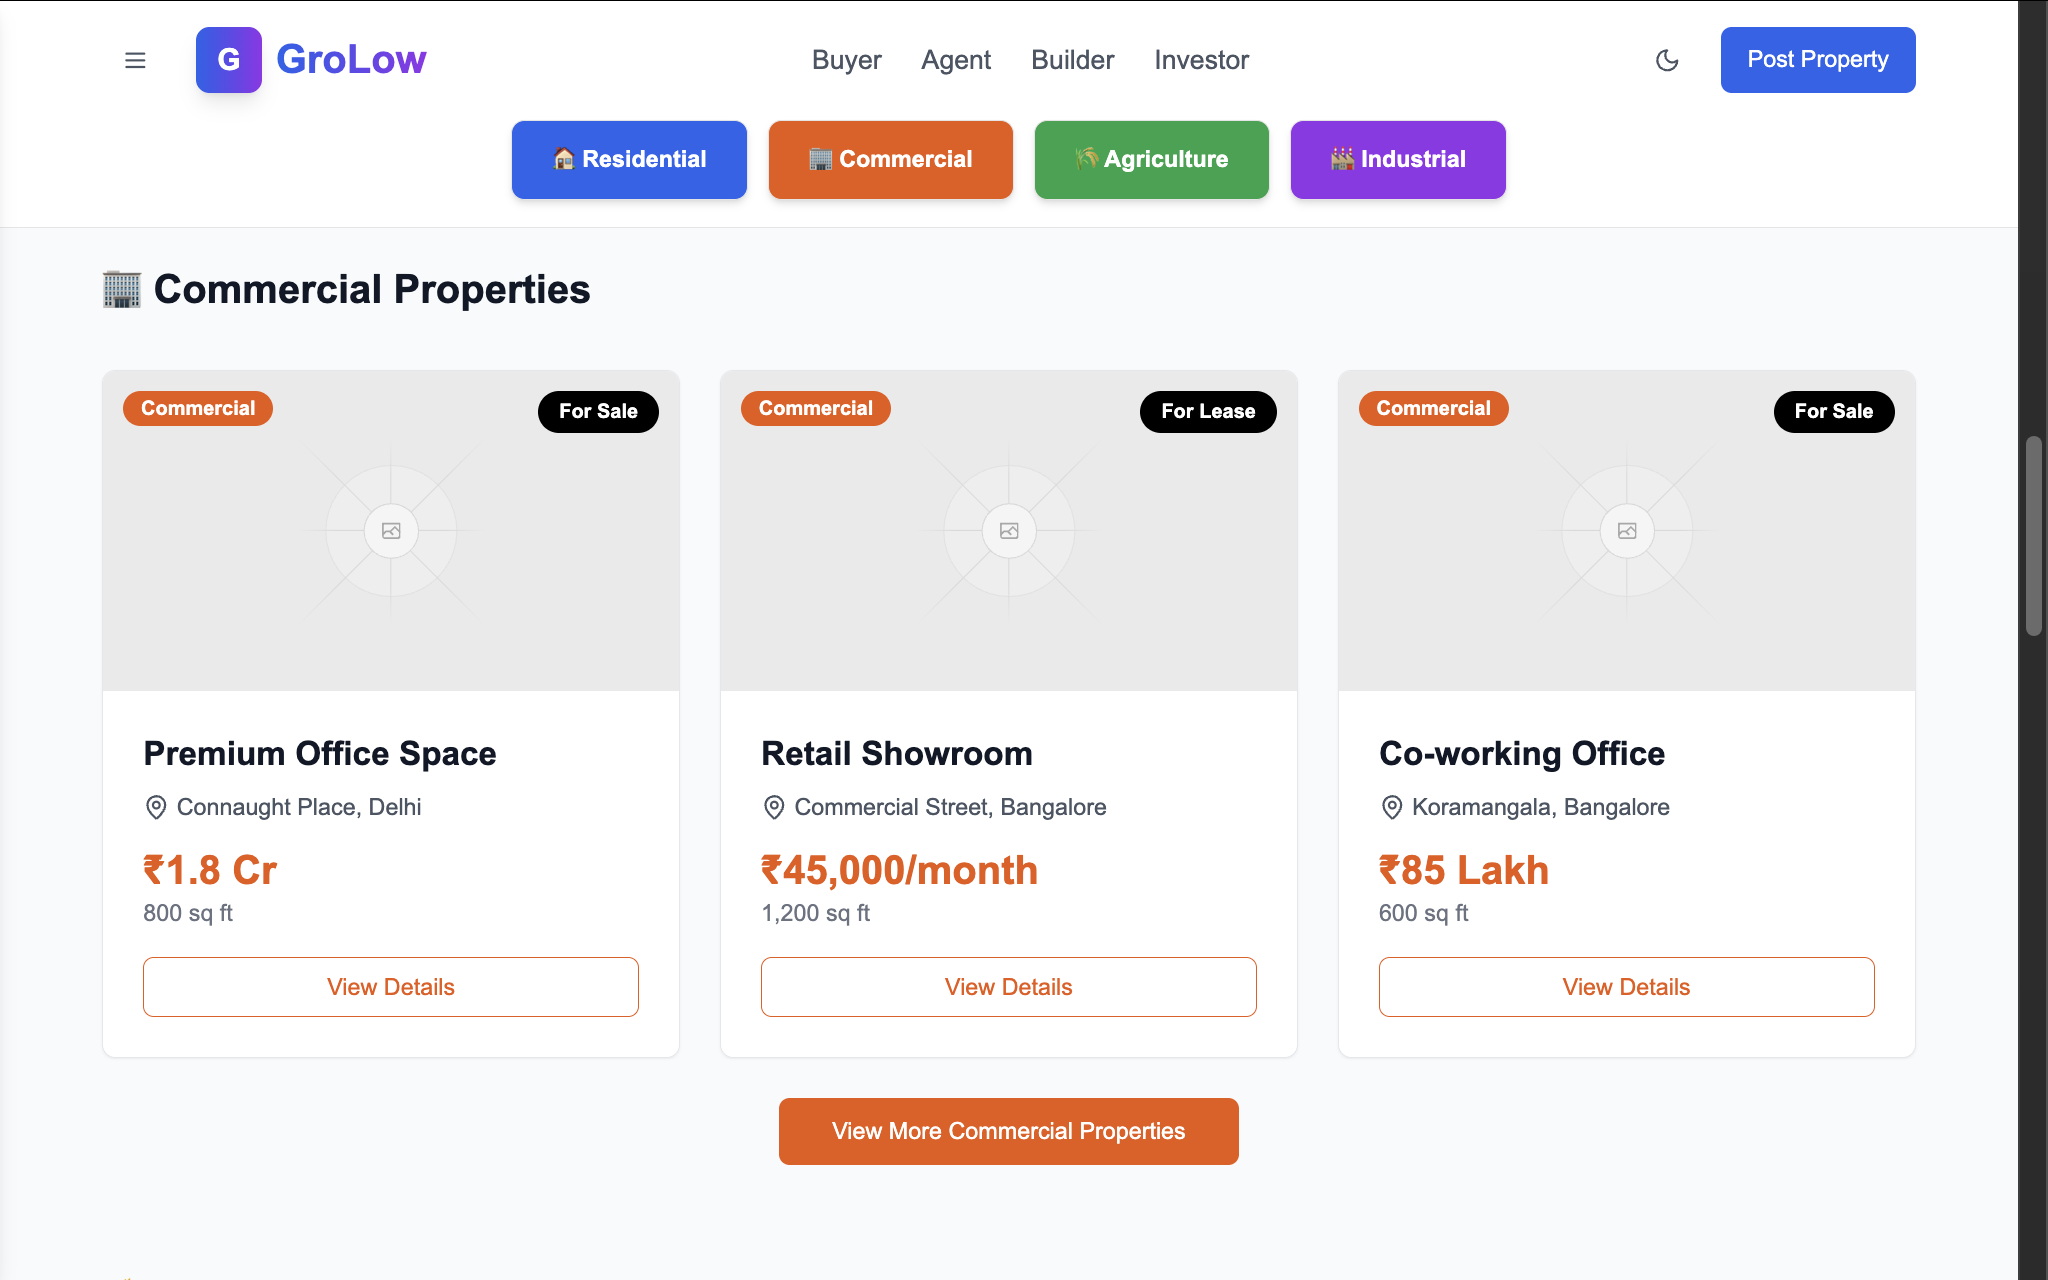 G GroLow
Buyer Agent Builder Investor
Post Property
Residential Commercial Agriculture Industrial
Commercial Properties
Commercial
For Sale
Premium Office Space
Connaught Place, Delhi
₹1.8 Cr
800 sq ft
View Details
Commercial
For Lease
Retail Showroom
Commercial Street, Bangalore
₹45,000/month
1,200 sq ft
View Details
Commercial
For Sale
Co-working Office
Koramangala, Bangalore
₹85 Lakh
600 sq ft
View Details
View More Commercial Properties